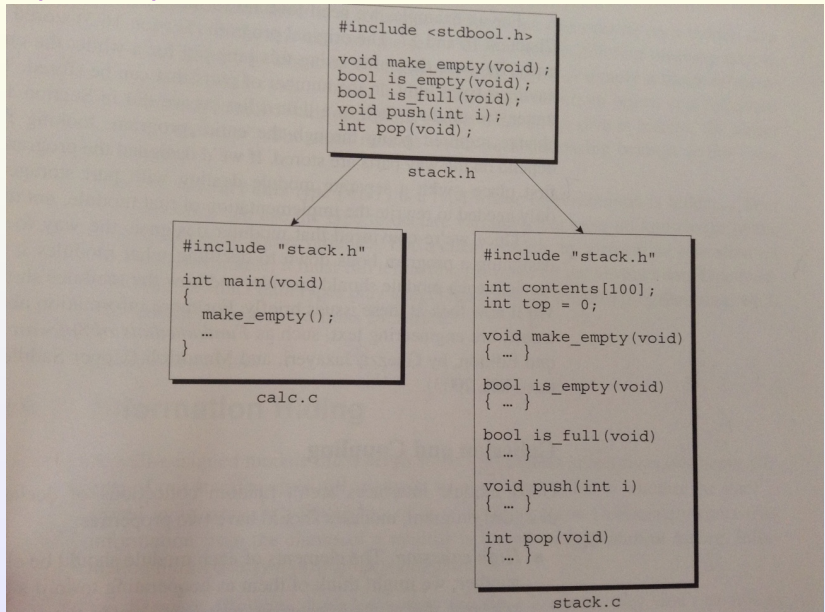 #include <stdbool.h>
void make_empty(void);
bool is_empty(void);
bool is_full(void);
void push(int i);
int pop(void);
stack.h
#include "stack.h"
int main(void)
{
make_empty();
…
}
calc.c
#include "stack.h"
int contents[100];
int top = 0;
void make_empty(void)
{ … }
bool is_empty(void)
{ … }
bool is_full(void)
{ … }
void push(int i)
{ … }
int pop(void)
{ … }
stack.c